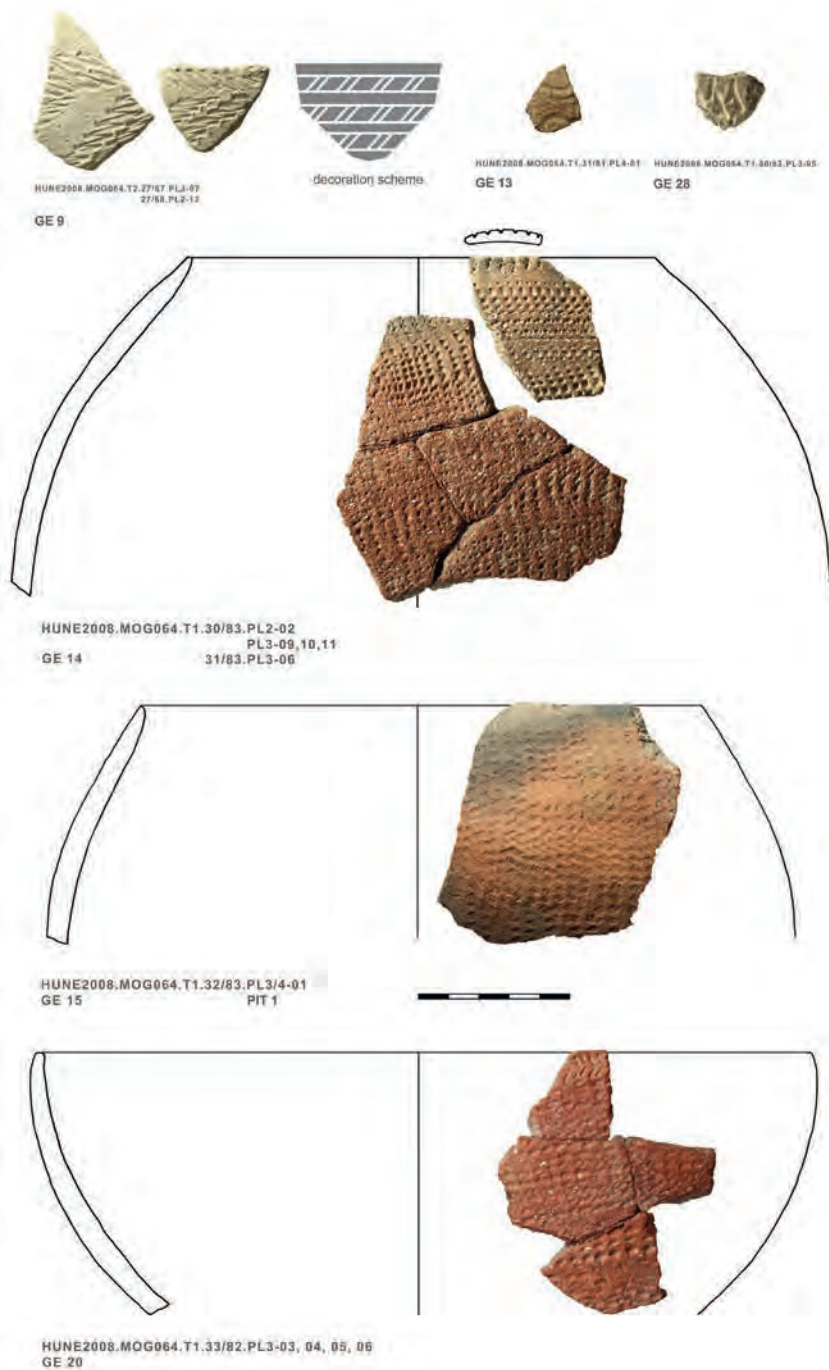 HUNE2008.MOG064.T2.27/67.PL3-07
27/68.PL2-12
GE 9
decoration scheme
HUNE2008.MOG064.T1.31/81.PL4-01
GE 13
HUNE2008.MOG064.T1.30/83.PL3-05
GE 28
HUNE2008.MOG064.T1.30/83.PL2-02
PL3-09,10,11
GE 14 31/83.PL3-06
HUNE2008.MOG064.T1.32/83.PL3/4-01
GE 15 PIT 1
HUNE2008.MOG064.T1.33/82.PL3-03, 04, 05, 06
GE 20